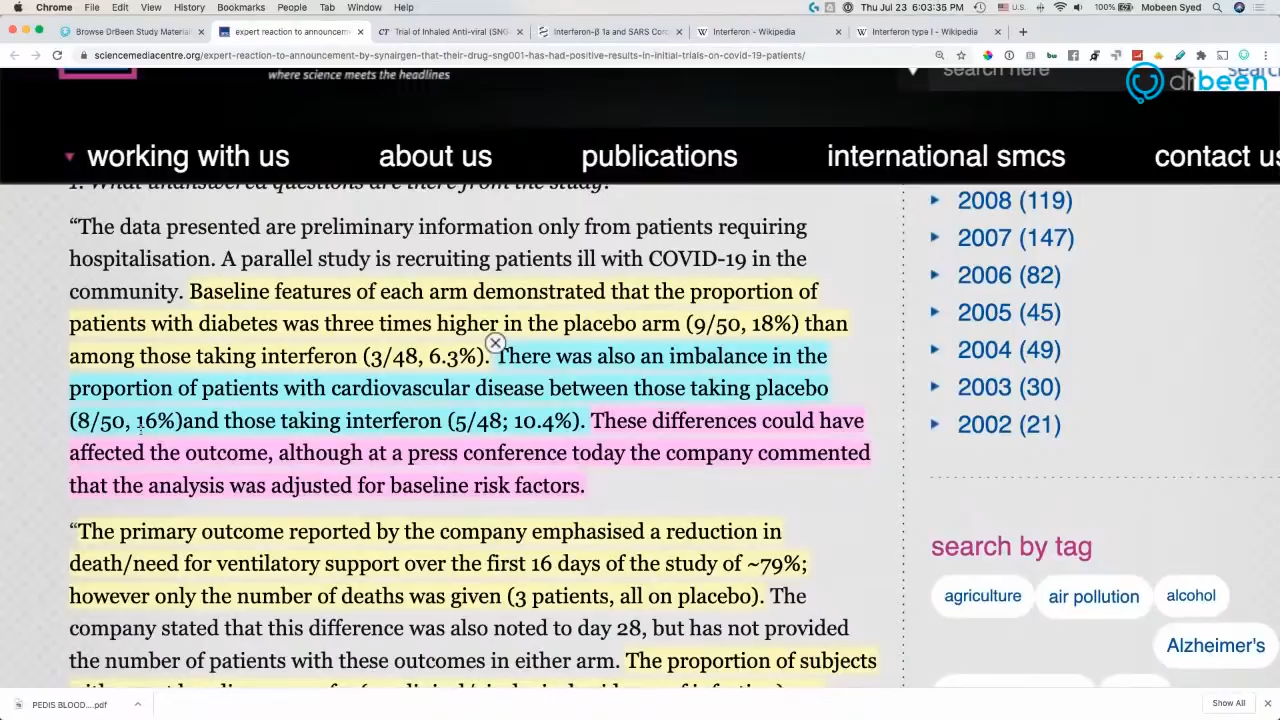 Chrome File Edit View History Bookmarks People Tab Window Help
100% Thu Jul 23 6:03:35 PM U.S. Mobeen Syed
Browse DrBeen Study Material
expert reaction to announcem
Trial of Inhaled Anti-viral (SNG
Interferon-β 1a and SARS Cor
Interferon - Wikipedia
Interferon type I - Wikipedia
sciencemediacentre.org/expert-reaction-to-announcement-by-synairgen-that-their-drug-sng001-has-had-positive-results-in-initial-trials-on-covid-19-patients/
where science meets the headlines
search here
drbeen
working with us about us publications international smcs contact us
1. What unanswered questions are there from the study?
“The data presented are preliminary information only from patients requiring
hospitalisation. A parallel study is recruiting patients ill with COVID-19 in the
community. Baseline features of each arm demonstrated that the proportion of
patients with diabetes was three times higher in the placebo arm (9/50, 18%) than
among those taking interferon (3/48, 6.3%). There was also an imbalance in the
proportion of patients with cardiovascular disease between those taking placebo
(8/50, 16%)and those taking interferon (5/48; 10.4%). These differences could have
affected the outcome, although at a press conference today the company commented
that the analysis was adjusted for baseline risk factors.
“The primary outcome reported by the company emphasised a reduction in
death/need for ventilatory support over the first 16 days of the study of ~79%;
however only the number of deaths was given (3 patients, all on placebo). The
company stated that this difference was also noted to day 28, but has not provided
the number of patients with these outcomes in either arm. The proportion of subjects
2008 (119)
2007 (147)
2006 (82)
2005 (45)
2004 (49)
2003 (30)
2002 (21)
search by tag
agriculture air pollution alcohol
Alzheimer's
PEDIS BLOOD....pdf
Show All